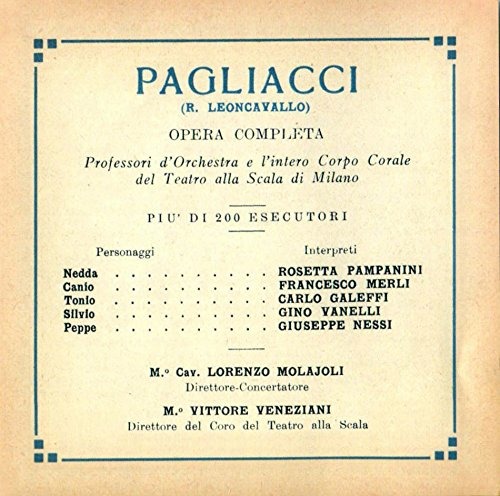 PAGLIACCI
(R. LEONCAVALLO)
OPERA COMPLETA
Professori d'Orchestra e l'intero Corpo Corale
del Teatro alla Scala di Milano
PIU' DI 200 ESECUTORI
Personaggi Interpreti
Nedda . . . . . . . . . . ROSETTA PAMPANINI
Canio . . . . . . . . . . FRANCESCO MERLI
Tonio . . . . . . . . . . CARLO GALEFFI
Silvio . . . . . . . . . . GINO VANELLI
Peppe . . . . . . . . . . GIUSEPPE NESSI
M.o Cav. LORENZO MOLAJOLI
Direttore-Concertatore
M.o VITTORE VENEZIANI
Direttore del Coro del Teatro alla Scala